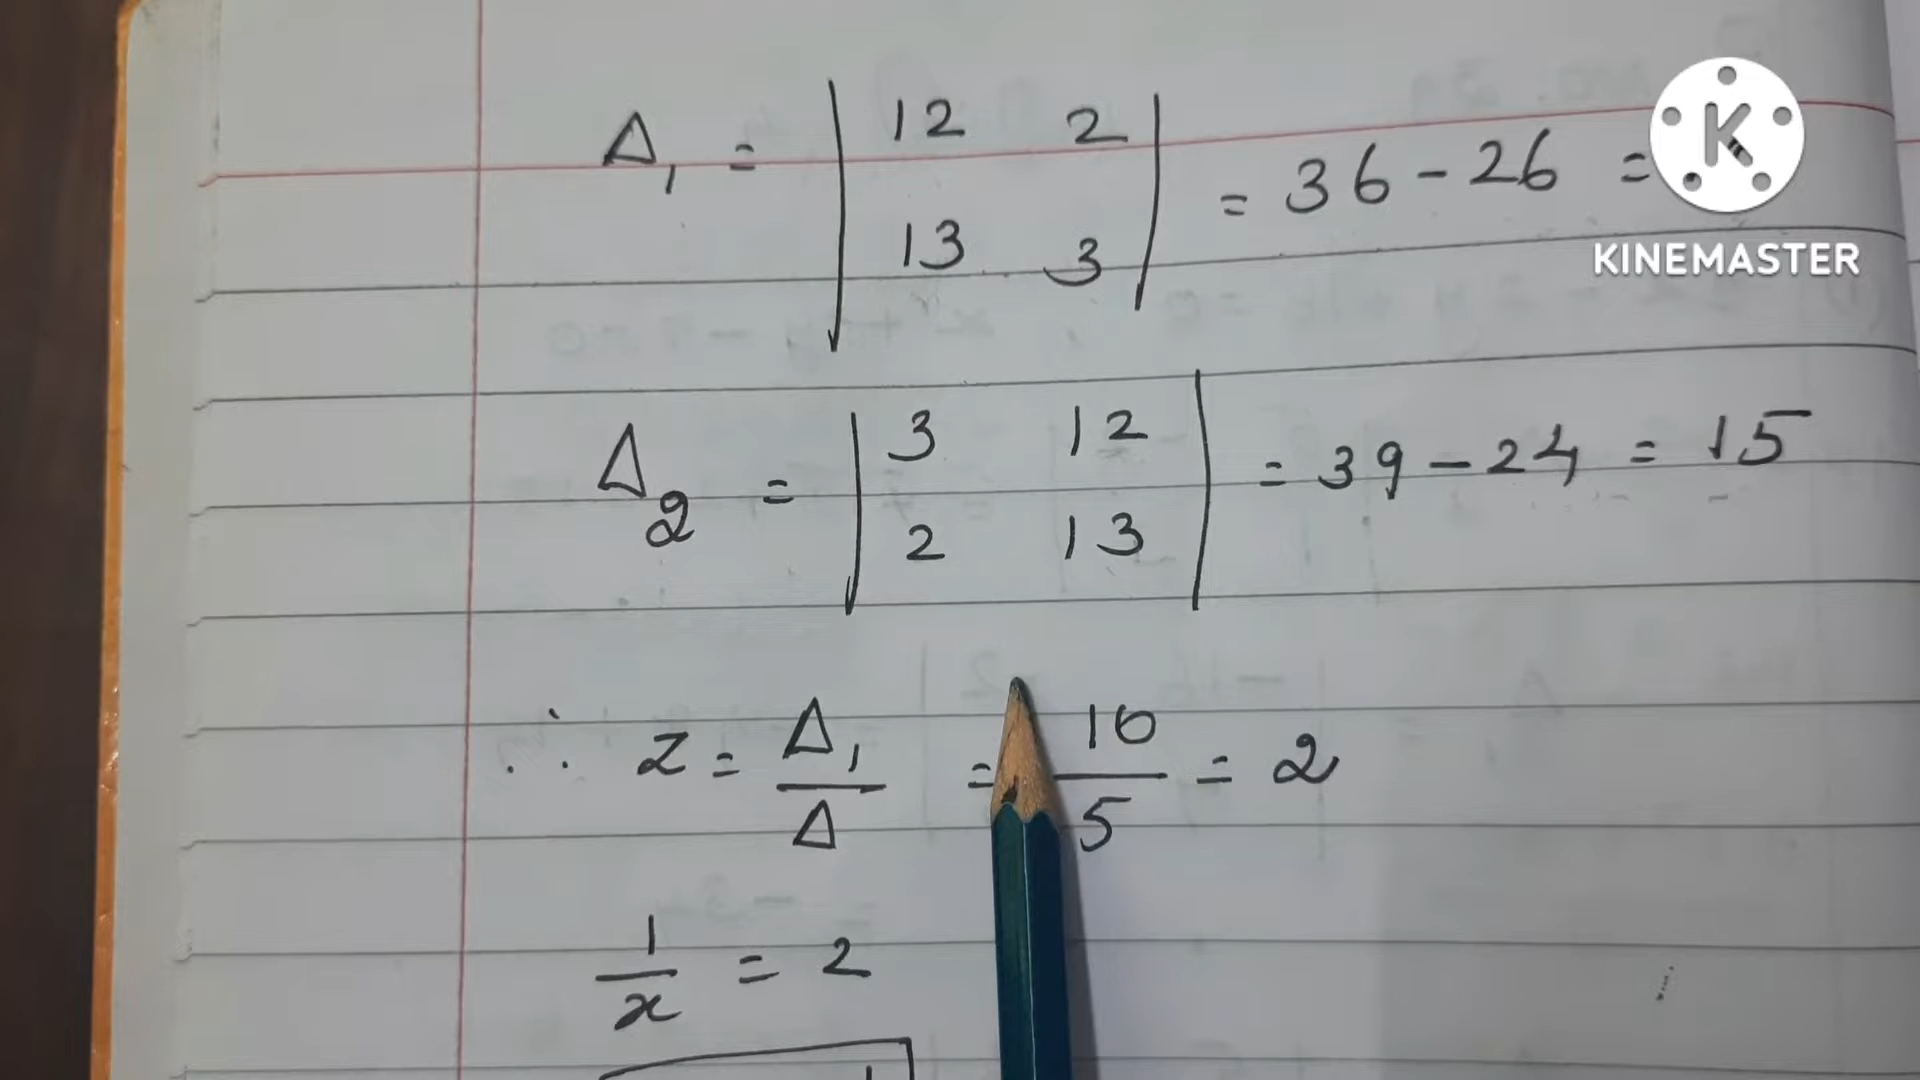 Δ₁ = | 12 2 | = 36 - 26 =
| 13 3 |
KINEMASTER
Δ₂ = | 3 12 | = 39 - 24 = 15
| 2 13 |
∴ z = Δ₁/Δ = 10/5 = 2
1/x = 2